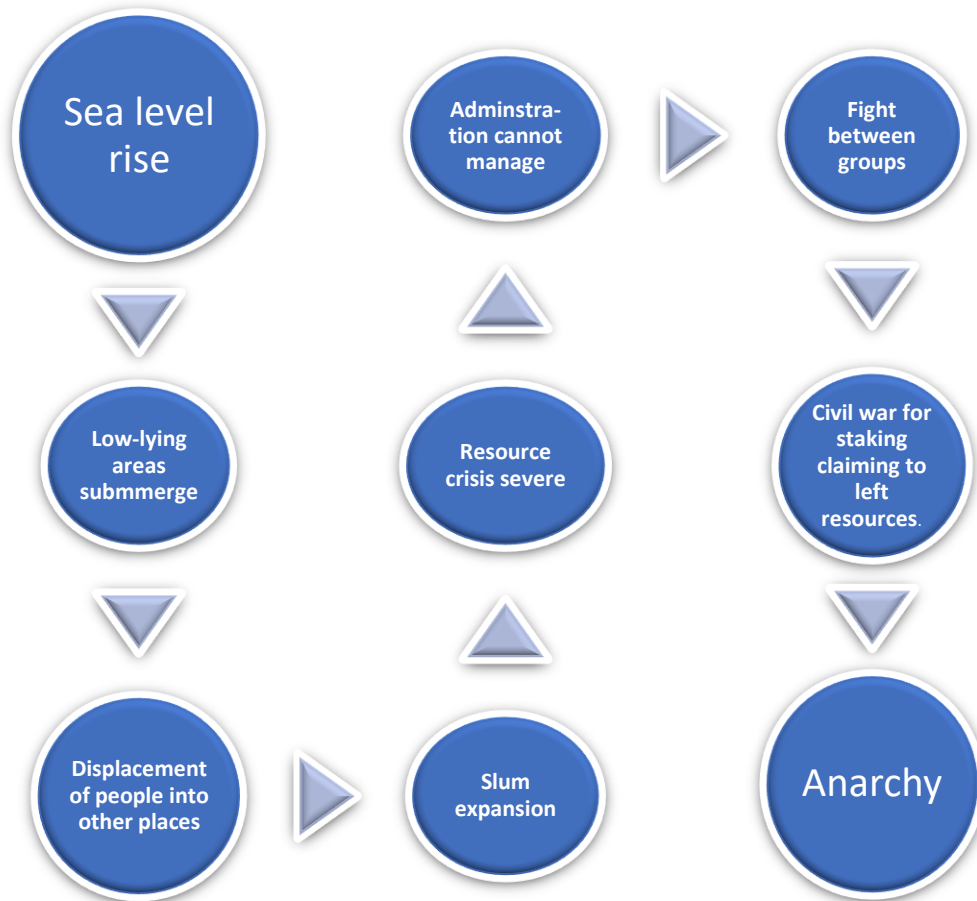 Sea level
rise
Low-lying
areas
submmerge
Displacement
of people into
other places
Slum
expansion
Resource
crisis severe
Adminstra-
tion cannot
manage
Fight
between
groups
Civil war for
staking
claiming to
left
resources.
Anarchy